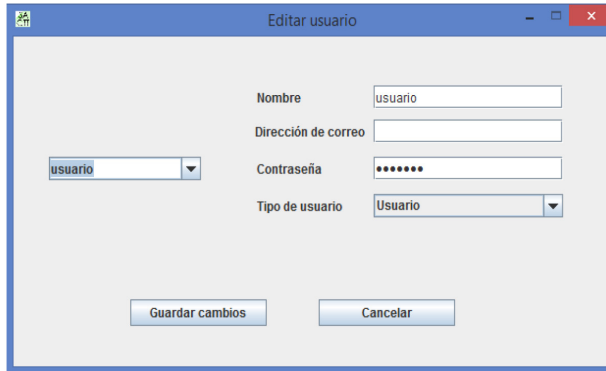 Editar usuario
Nombre usuario
Dirección de correo
usuario
Contraseña •••••••
Tipo de usuario Usuario
Guardar cambios Cancelar